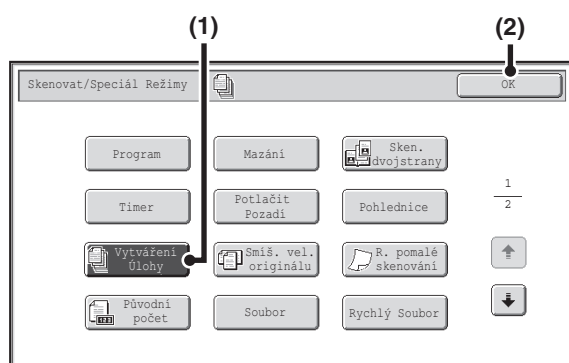 (1)
(2)
Skenovat/Speciál Režimy
OK
Program
Mazání
Sken.
dvojstrany
Timer
Potlačit
Pozadí
Pohlednice
1
2
Vytváření
Úlohy
Smíš. vel.
originálu
R. pomalé
skenování
Původní
počet
Soubor
Rychlý Soubor